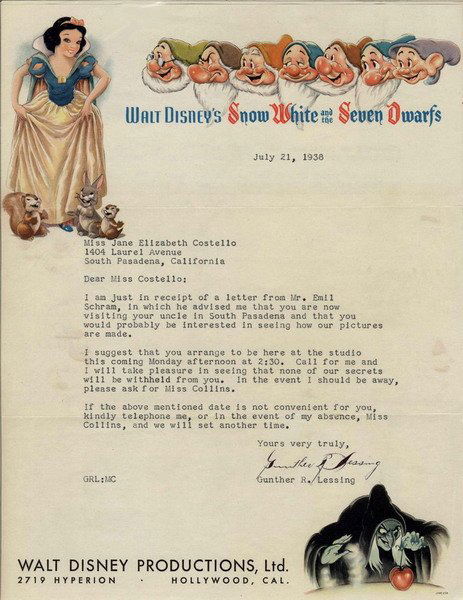 WALT DISNEY'S Snow White and the Seven Dwarfs
July 21, 1938
Miss Jane Elizabeth Costello
1404 Laurel Avenue
South Pasadena, California
Dear Miss Costello:
I am just in receipt of a letter from Mr. Emil
Schram, in which he advised me that you are now
visiting your uncle in South Pasadena and that you
would probably be interested in seeing how our pictures
are made.
I suggest that you arrange to be here at the studio
this coming Monday afternoon at 2:30. Call for me and
I will take pleasure in seeing that none of our secrets
will be withheld from you. In the event I should be away,
please ask for Miss Collins.
If the above mentioned date is not convenient for you,
kindly telephone me, or in the event of my absence, Miss
Collins, and we will set another time.
Yours very truly,
Gunther R Lessing
GRL:MC
Gunther R. Lessing
WALT DISNEY PRODUCTIONS, Ltd.
2719 HYPERION · HOLLYWOOD, CAL.